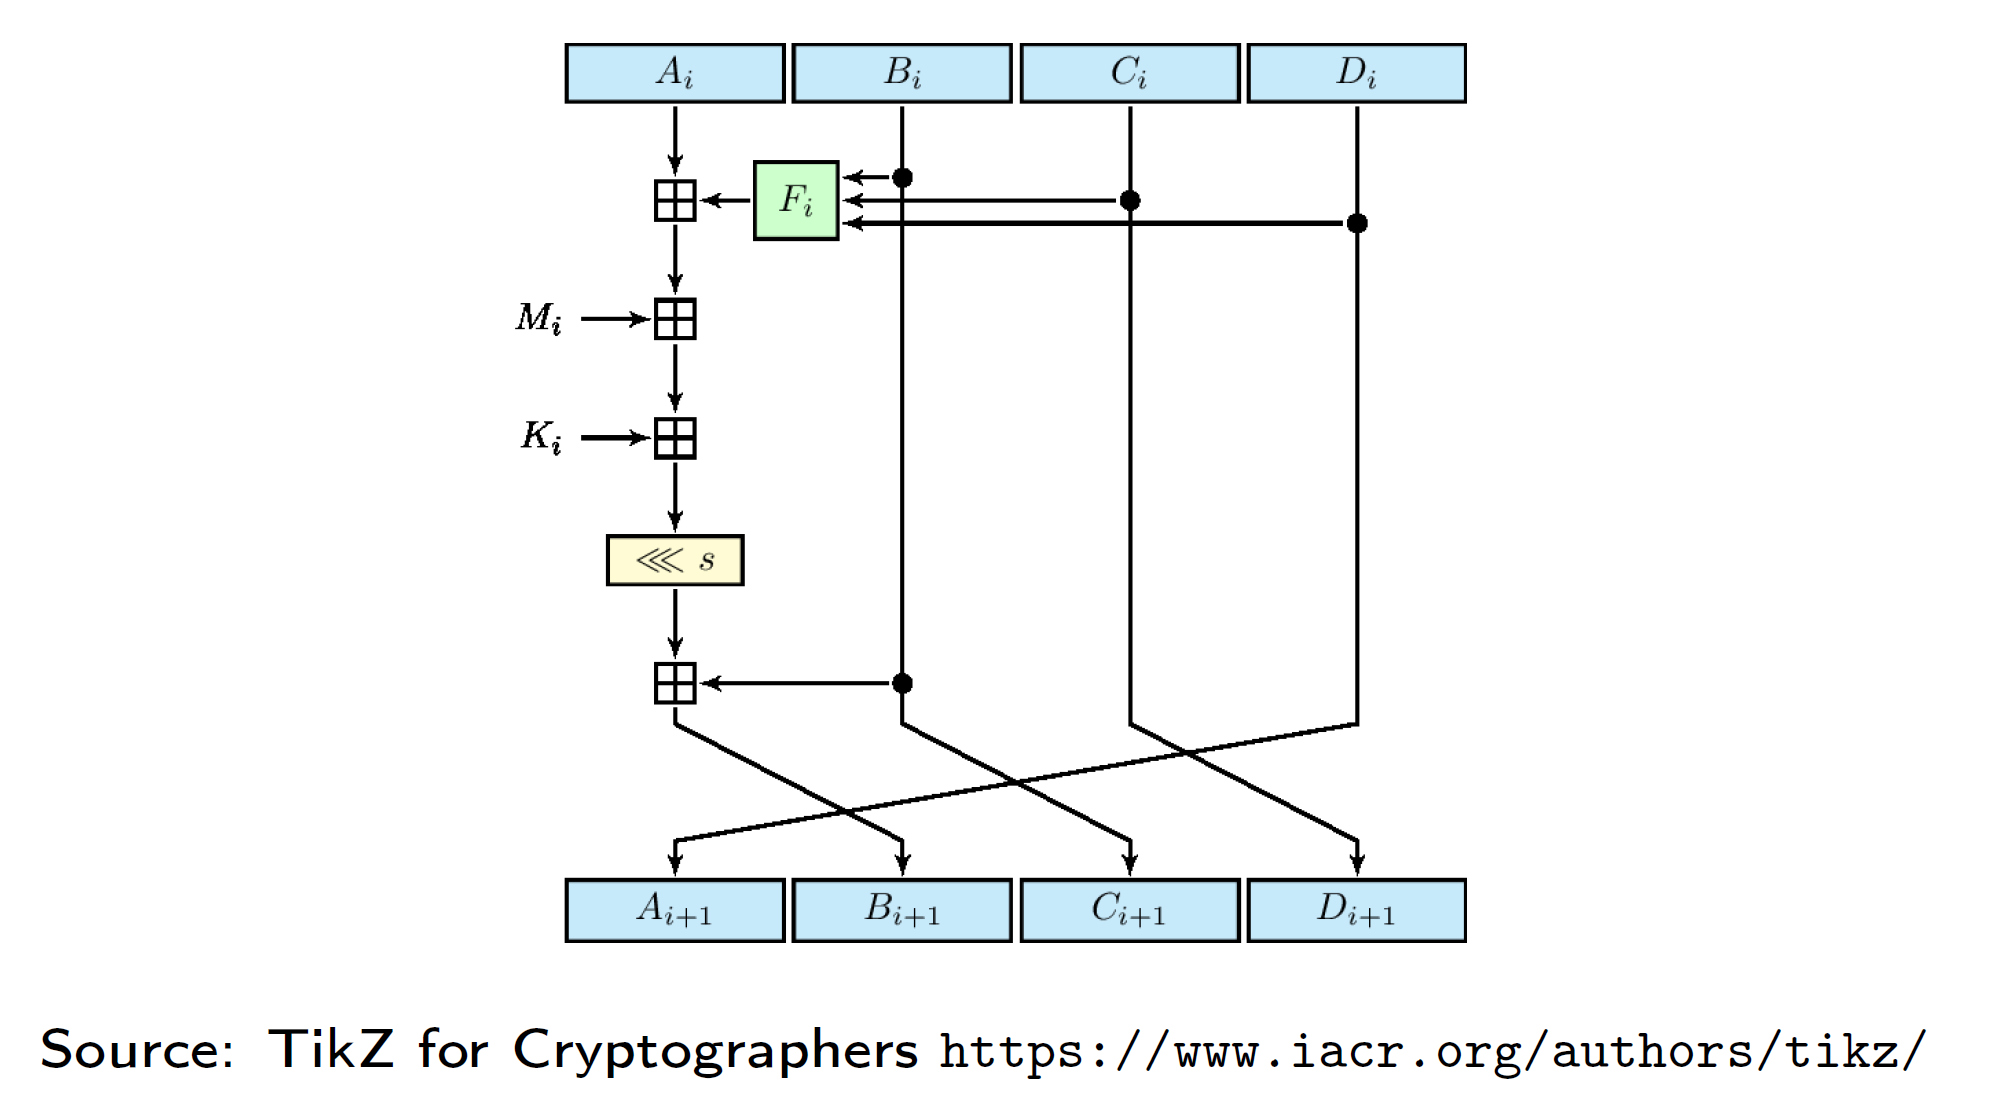 A_i B_i C_i D_i
F_i
M_i
K_i
⋘ s
A_{i+1} B_{i+1} C_{i+1} D_{i+1}
Source: TikZ for Cryptographers https://www.iacr.org/authors/tikz/